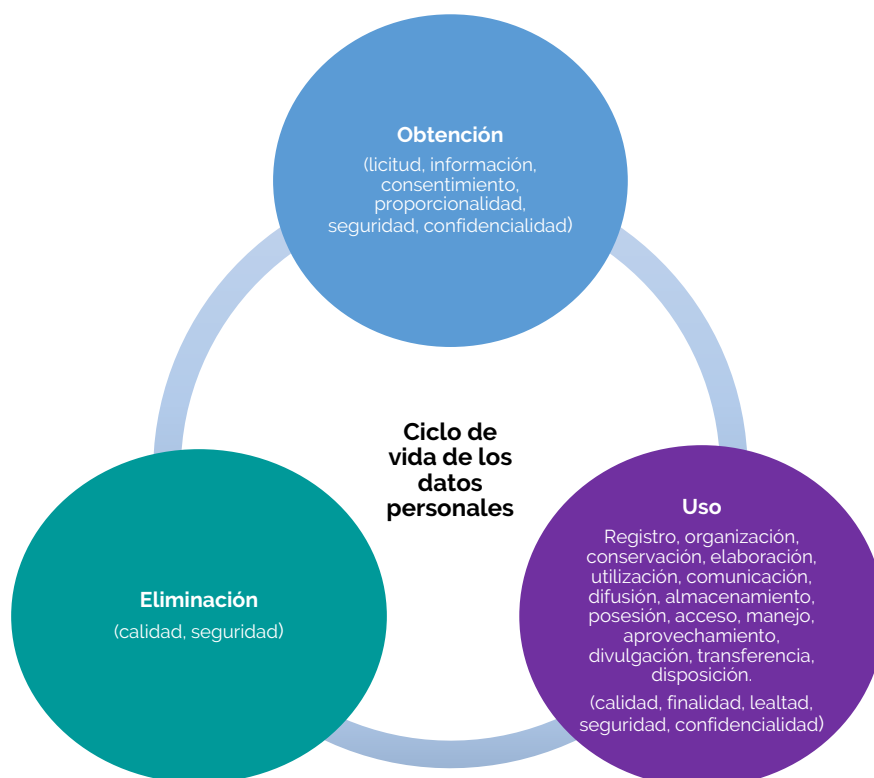 Obtención
(licitud, información,
consentimiento,
proporcionalidad,
seguridad, confidencialidad)
Ciclo de
vida de los
datos
personales
Eliminación
(calidad, seguridad)
Uso
Registro, organización,
conservación, elaboración,
utilización, comunicación,
difusión, almacenamiento,
posesión, acceso, manejo,
aprovechamiento,
divulgación, transferencia,
disposición.
(calidad, finalidad, lealtad,
seguridad, confidencialidad)